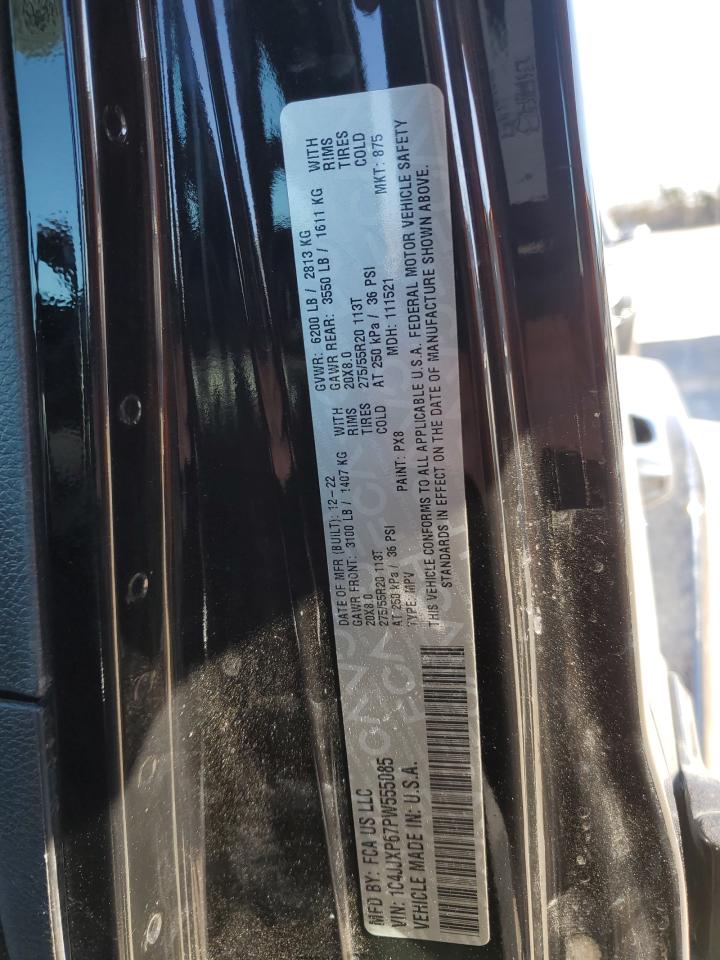 MFD BY: FCA US LLC
VIN: 1C4JJXP67PW555085
VEHICLE MADE IN: U.S.A.
DATE OF MFR (BUILT): 12-22
GVWR: 6200 LB / 2813 KG
GAWR FRONT: 3100 LB / 1407 KG WITH
GAWR REAR: 3550 LB / 1611 KG WITH
20X8.0 RIMS
20X8.0 RIMS
275/55R20 113T TIRES
275/55R20 113T TIRES
AT 250 kPa / 36 PSI COLD
AT 250 kPa / 36 PSI COLD
TYPE: MPV PAINT: PX8 MDH: 111521 MKT: 875
THIS VEHICLE CONFORMS TO ALL APPLICABLE U.S.A. FEDERAL MOTOR VEHICLE SAFETY
STANDARDS IN EFFECT ON THE DATE OF MANUFACTURE SHOWN ABOVE.